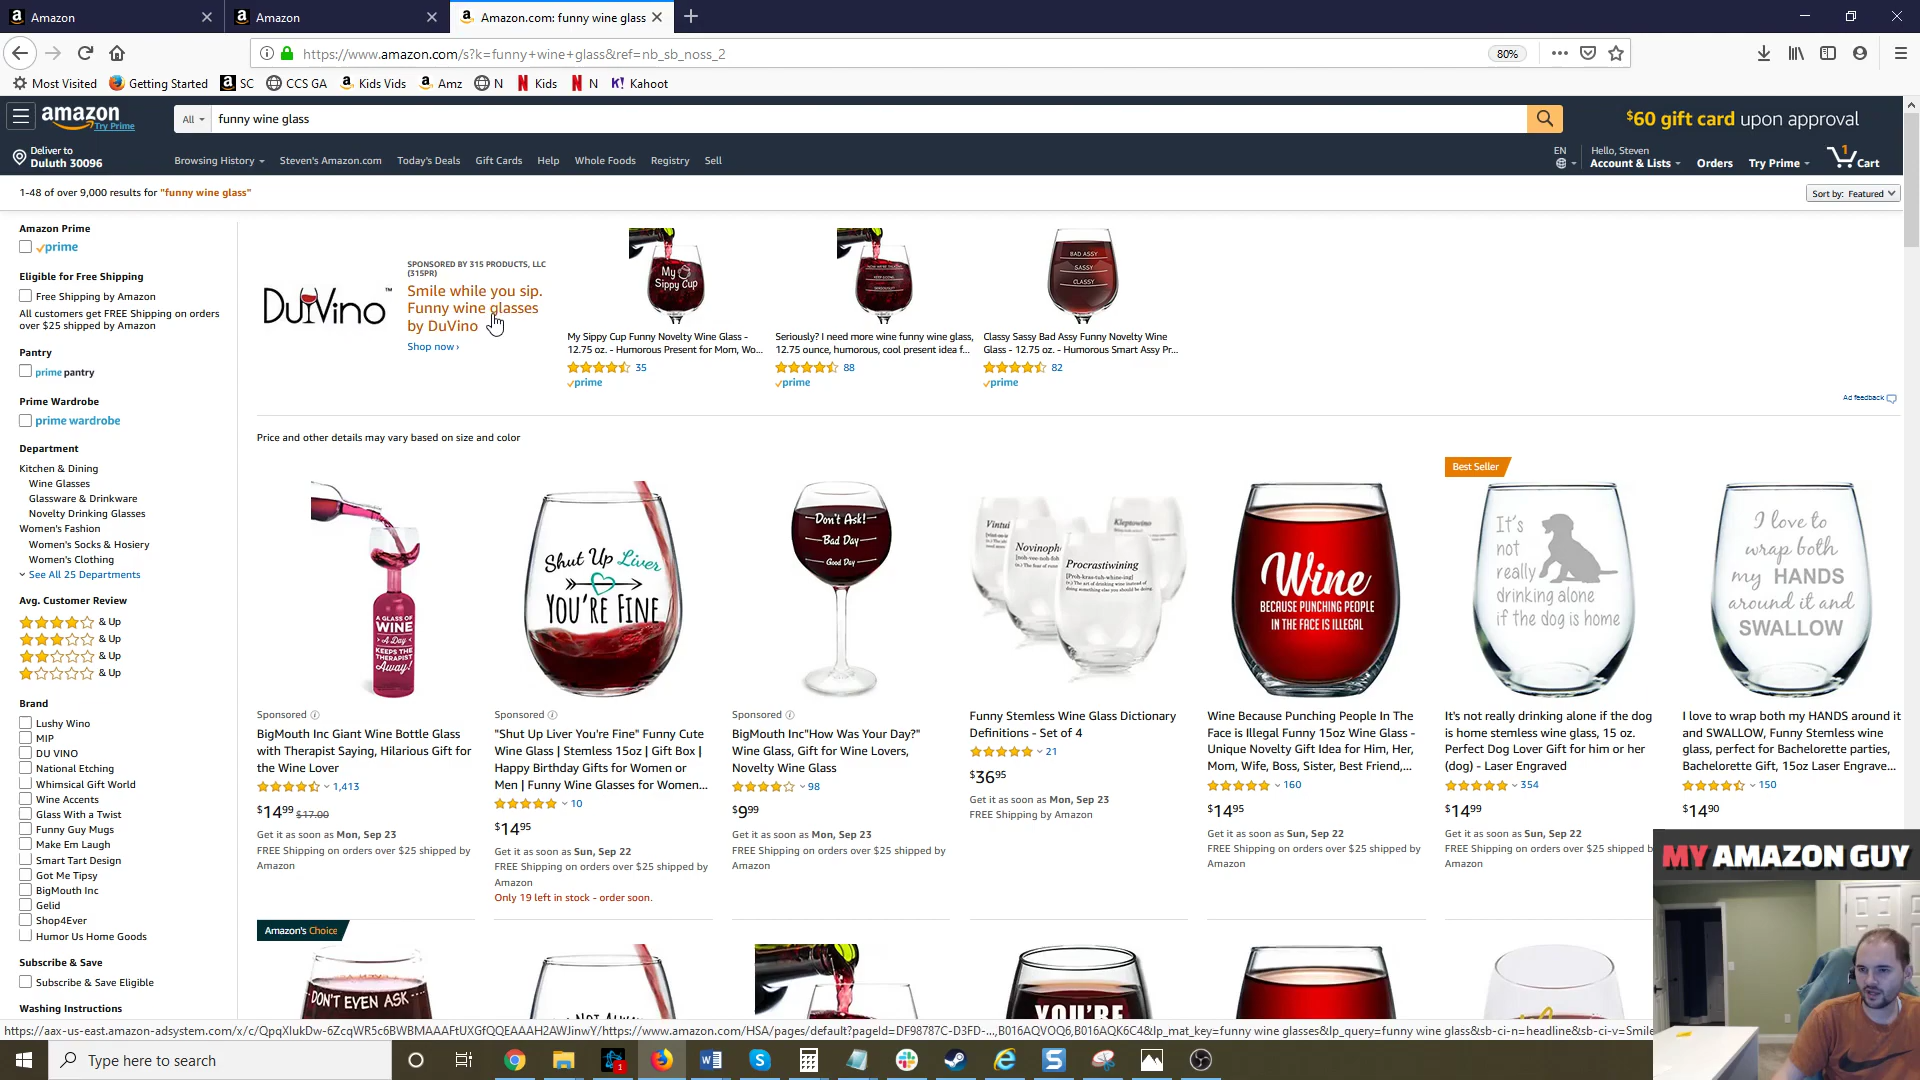 Amazon
Amazon
Amazon.com: funny wine glass
https://www.amazon.com/s?k=funny+wine+glass&ref=nb_sb_noss_2
80%
Most Visited
Getting Started
SC
CCS GA
Kids Vids
Amz
N
Kids
N
Kahoot
amazon
Try Prime
All
funny wine glass
$60 gift card upon approval
Deliver to
Duluth 30096
Browsing History
Steven's Amazon.com
Today's Deals
Gift Cards
Help
Whole Foods
Registry
Sell
EN
Hello, Steven
Account & Lists
Orders
Try Prime
1
Cart
1-48 of over 9,000 results for "funny wine glass"
Sort by: Featured
Amazon Prime
prime
Eligible for Free Shipping
Free Shipping by Amazon
All customers get FREE Shipping on orders
over $25 shipped by Amazon
Pantry
prime pantry
Prime Wardrobe
prime wardrobe
Department
Kitchen & Dining
Wine Glasses
Glassware & Drinkware
Novelty Drinking Glasses
Women's Fashion
Women's Socks & Hosiery
Women's Clothing
See All 25 Departments
Avg. Customer Review
& Up
& Up
& Up
& Up
Brand
Lushy Wino
MIP
DU VINO
National Etching
Whimsical Gift World
Wine Accents
Glass With a Twist
Funny Guy Mugs
Make Em Laugh
Smart Tart Design
Got Me Tipsy
BigMouth Inc
Gelid
Shop4Ever
Humor Us Home Goods
Subscribe & Save
Subscribe & Save Eligible
Washing Instructions
DuVino™
SPONSORED BY 315 PRODUCTS, LLC
(315PR)
Smile while you sip.
Funny wine glasses
by DuVino
Shop now ›
My
Sippy Cup
My Sippy Cup Funny Novelty Wine Glass -
12.75 oz. - Humorous Present for Mom, Wo...
35
prime
Seriously? I need more wine funny wine glass,
12.75 ounce, humorous, cool present idea f...
88
prime
BAD ASSY
SASSY
CLASSY
Classy Sassy Bad Assy Funny Novelty Wine
Glass - 12.75 oz. - Humorous Smart Assy Pr...
82
prime
Ad feedback
Price and other details may vary based on size and color
A GLASS OF
WINE
A Day
KEEPS THE
THERAPIST
Away!
Sponsored
BigMouth Inc Giant Wine Bottle Glass
with Therapist Saying, Hilarious Gift for
the Wine Lover
1,413
$14.99 $17.00
Get it as soon as Mon, Sep 23
FREE Shipping on orders over $25 shipped by
Amazon
Shut Up Liver
YOU'RE FINE
Sponsored
"Shut Up Liver You're Fine" Funny Cute
Wine Glass | Stemless 15oz | Gift Box |
Happy Birthday Gifts for Women or
Men | Funny Wine Glasses for Women...
10
$14.95
Get it as soon as Sun, Sep 22
FREE Shipping on orders over $25 shipped by
Amazon
Only 19 left in stock - order soon.
Don't Ask!
Bad Day
Good Day
Sponsored
BigMouth Inc"How Was Your Day?"
Wine Glass, Gift for Wine Lovers,
Novelty Wine Glass
98
$9.99
Get it as soon as Mon, Sep 23
FREE Shipping on orders over $25 shipped by
Amazon
Kleptowino
Procrastiwining
Funny Stemless Wine Glass Dictionary
Definitions - Set of 4
21
$36.95
Get it as soon as Mon, Sep 23
FREE Shipping by Amazon
Wine
BECAUSE PUNCHING PEOPLE
IN THE FACE IS ILLEGAL
Wine Because Punching People In The
Face is Illegal Funny 15oz Wine Glass -
Unique Novelty Gift Idea for Him, Her,
Mom, Wife, Boss, Sister, Best Friend,...
160
$14.95
Get it as soon as Sun, Sep 22
FREE Shipping on orders over $25 shipped by
Amazon
Best Seller
It's
not
really
drinking alone
if the dog is home
It's not really drinking alone if the dog
is home stemless wine glass, 15 oz.
Perfect Dog Lover Gift for him or her
(dog) - Laser Engraved
354
$14.99
Get it as soon as Sun, Sep 22
FREE Shipping on orders over $25 shipped b
Amazon
I love to
wrap both
my HANDS
around it and
SWALLOW
I love to wrap both my HANDS around it
and SWALLOW, Funny Stemless wine
glass, perfect for Bachelorette parties,
Bachelorette Gift, 15oz Laser Engrave...
150
$14.90
Amazon's Choice
DON'T EVEN ASK
YOU'RE
MY AMAZON GUY
Type here to search
1